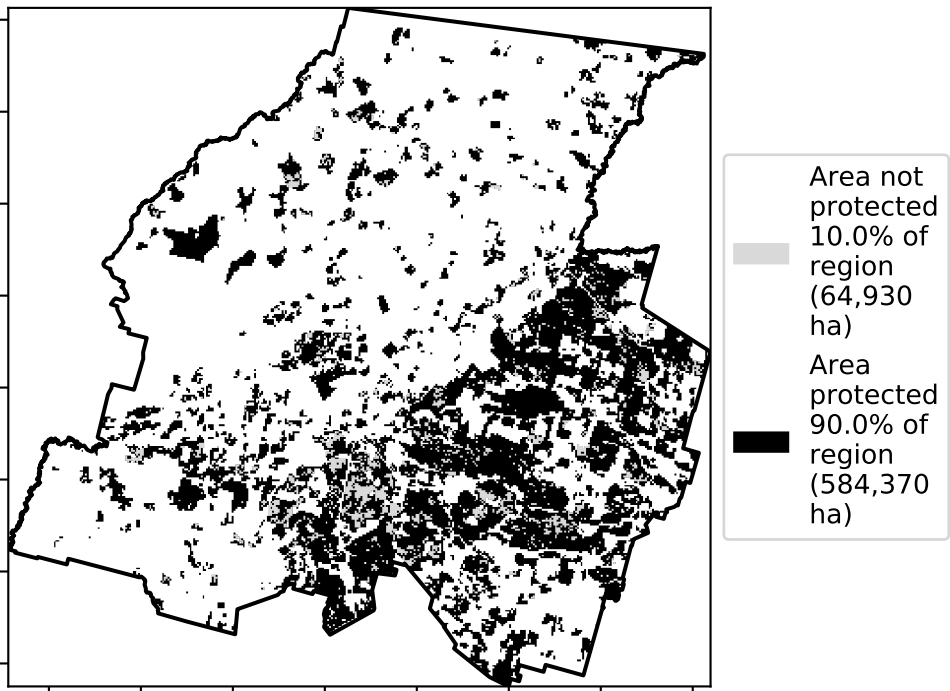 Area not
protected
10.0% of
region
(64,930
ha)
Area
protected
90.0% of
region
(584,370
ha)